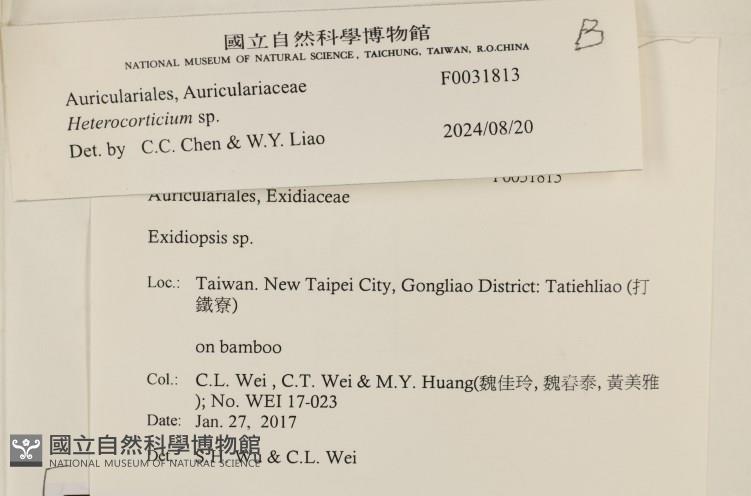 國立自然科學博物館
B
NATIONAL MUSEUM OF NATURAL SCIENCE, TAICHUNG, TAIWAN, R.O.CHINA
Auriculariales, Auriculariaceae F0031813
Heterocorticium sp.
Det. by C.C. Chen & W.Y. Liao 2024/08/20
F0031813
Auriculariales, Exidiaceae
Exidiopsis sp.
Loc.: Taiwan. New Taipei City, Gongliao District: Tatiehliao (打
鐵寮)
on bamboo
Col.: C.L. Wei , C.T. Wei & M.Y. Huang(魏佳玲, 魏春泰, 黃美雅
); No. WEI 17-023
Date: Jan. 27, 2017
Det.: S.H. Wu & C.L. Wei
國立自然科學博物館
NATIONAL MUSEUM OF NATURAL SCIENCE